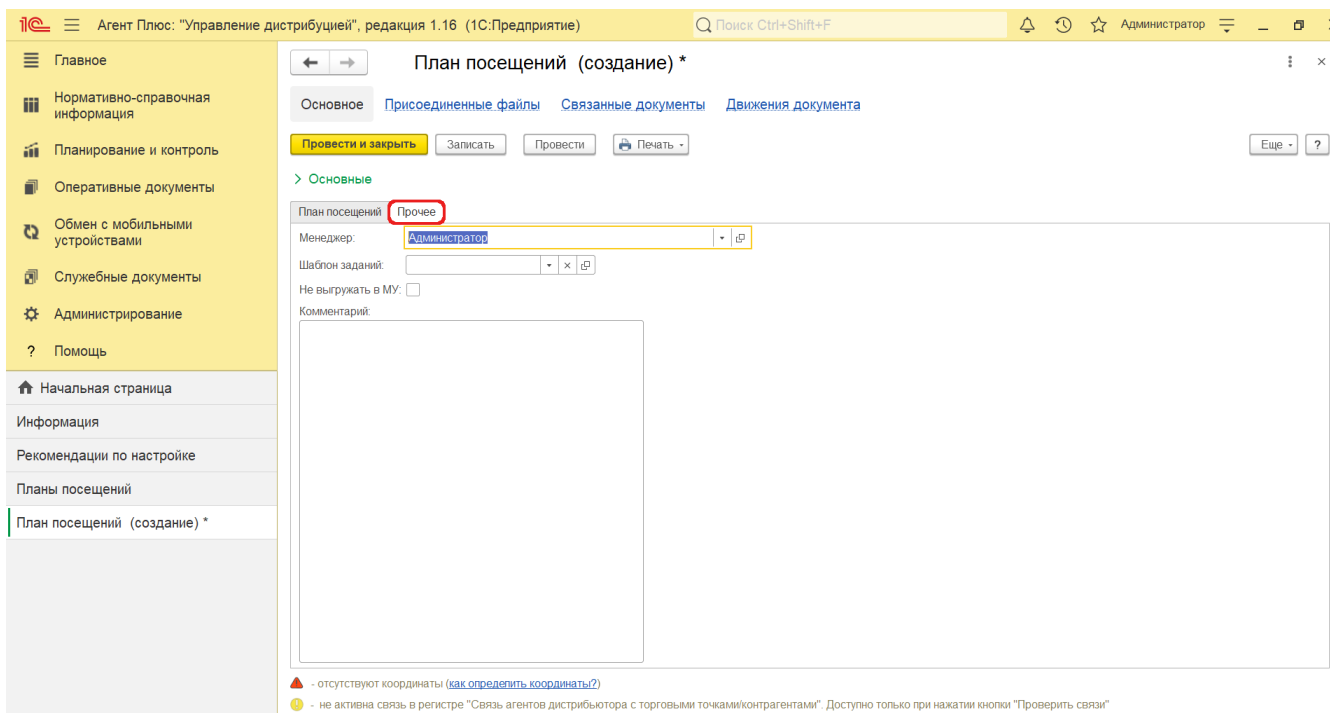 1С Агент Плюс: "Управление дистрибуцией", редакция 1.16 (1С:Предприятие) Поиск Ctrl+Shift+F Администратор
Главное
Нормативно-справочная
информация
Планирование и контроль
Оперативные документы
Обмен с мобильными
устройствами
Служебные документы
Администрирование
? Помощь
Начальная страница
Информация
Рекомендации по настройке
Планы посещений
План посещений (создание) *
План посещений (создание) *
Основное Присоединенные файлы Связанные документы Движения документа
Провести и закрыть Записать Провести Печать Еще ?
Основные
План посещений Прочее
Менеджер: Администратор
Шаблон заданий:
Не выгружать в МУ:
Комментарий:
- отсутствуют координаты (как определить координаты?)
- не активна связь в регистре "Связь агентов дистрибьютора с торговыми точками/контрагентами". Доступно только при нажатии кнопки "Проверить связи"